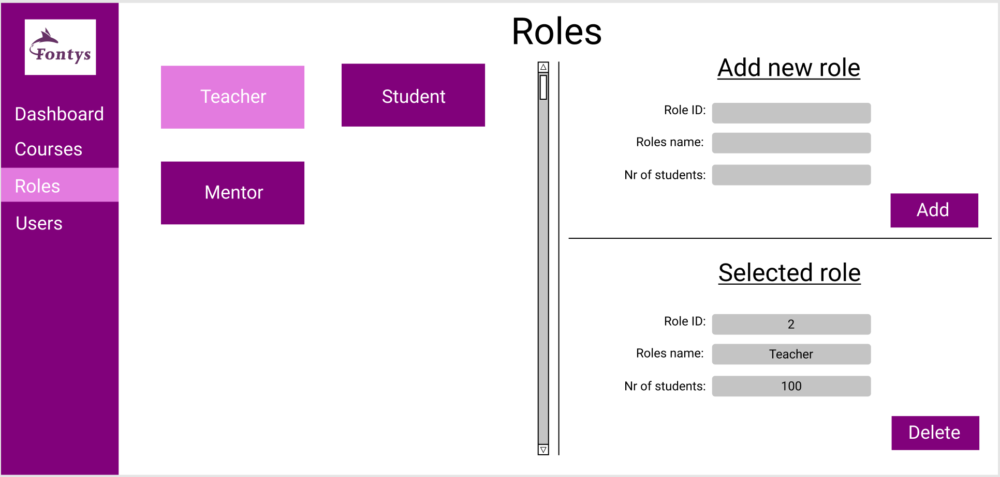 Fontys
Dashboard
Courses
Roles
Users
Roles
Teacher
Student
Mentor
Add new role
Role ID:
Roles name:
Nr of students:
Add
Selected role
Role ID: 2
Roles name: Teacher
Nr of students: 100
Delete